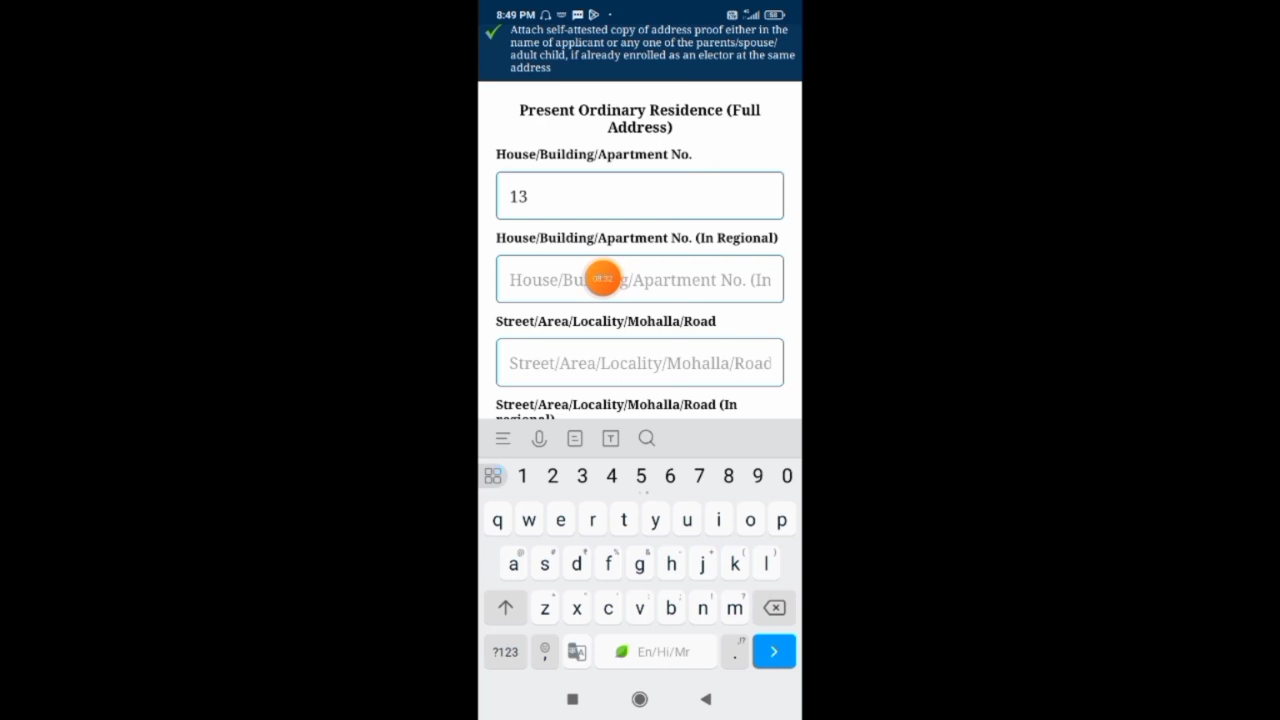 8:49 PM
58
Attach self-attested copy of address proof either in the
name of applicant or any one of the parents/spouse/
adult child, if already enrolled as an elector at the same
address
Present Ordinary Residence (Full
Address)
House/Building/Apartment No.
13
House/Building/Apartment No. (In Regional)
House/Bu g/Apartment No. (In
Street/Area/Locality/Mohalla/Road
Street/Area/Locality/Mohalla/Road
Street/Area/Locality/Mohalla/Road (In
regional)
1 2 3 4 5 6 7 8 9 0
q w e r t y u i o p
a s d f g h j k l
z x c v b n m
?123 , En/Hi/Mr .